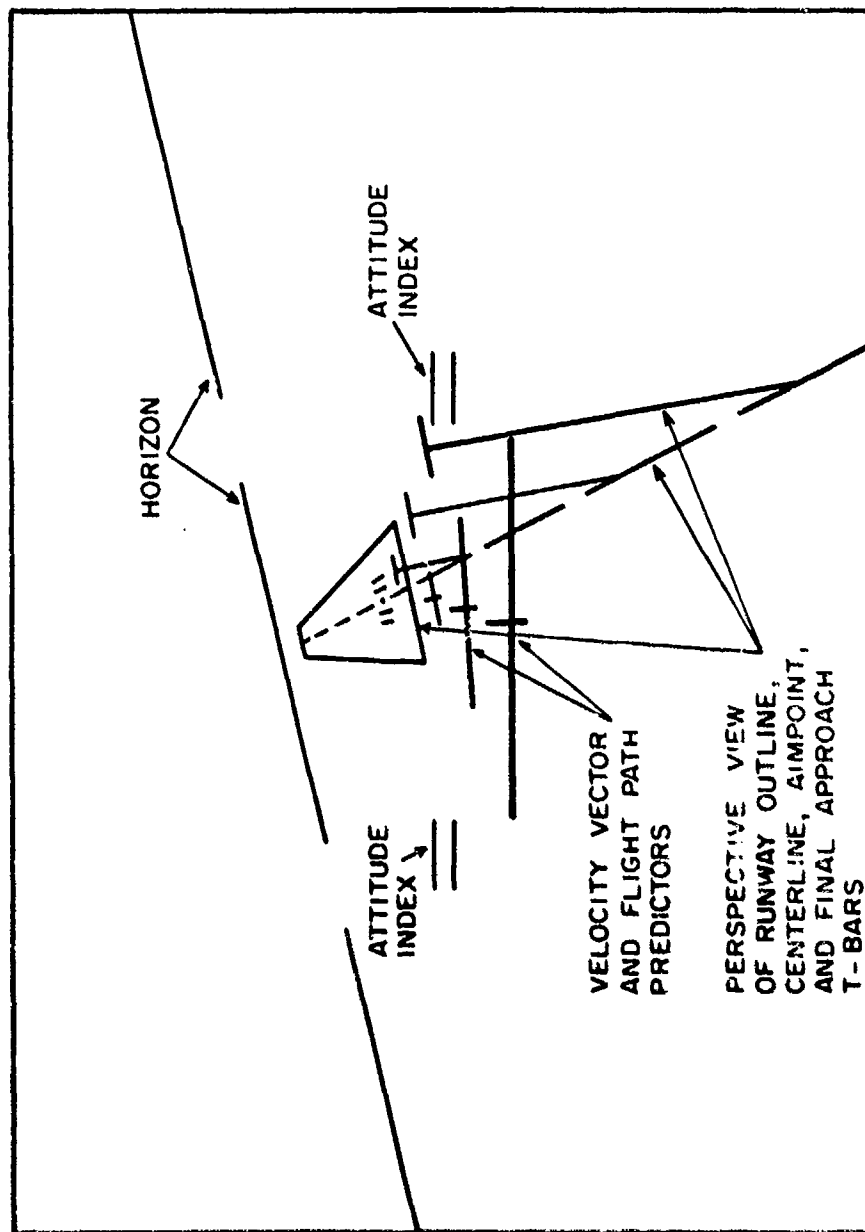 HORIZON
ATTITUDE
INDEX
ATTITUDE
INDEX
VELOCITY VECTOR
AND FLIGHT PATH
PREDICTORS
PERSPECTIVE VIEW
OF RUNWAY OUTLINE,
CENTERLINE, AIMPOINT,
AND FINAL APPROACH
T-BARS